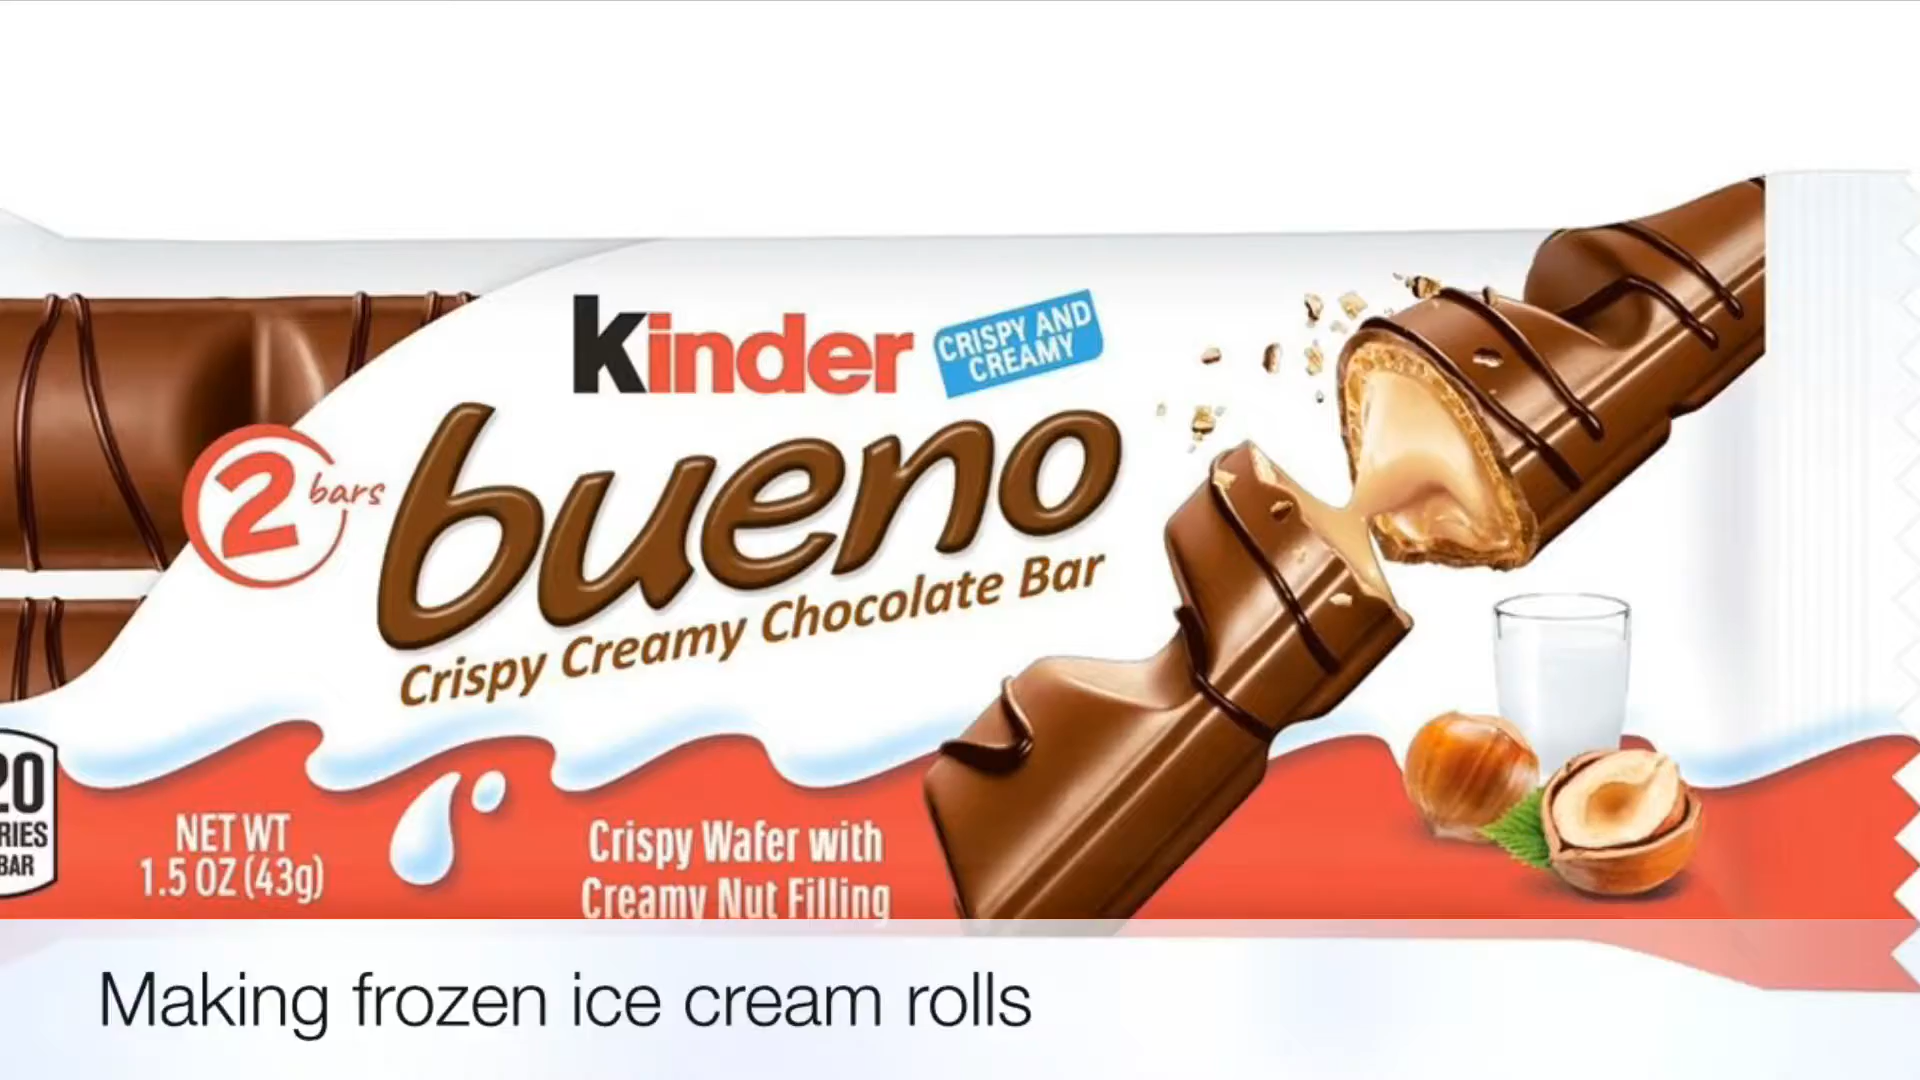 kinder
CRISPY AND
CREAMY
2 bars
bueno
Crispy Creamy Chocolate Bar
NET WT
1.5 OZ (43g)
Crispy Wafer with
Creamy Nut Filling
Making frozen ice cream rolls